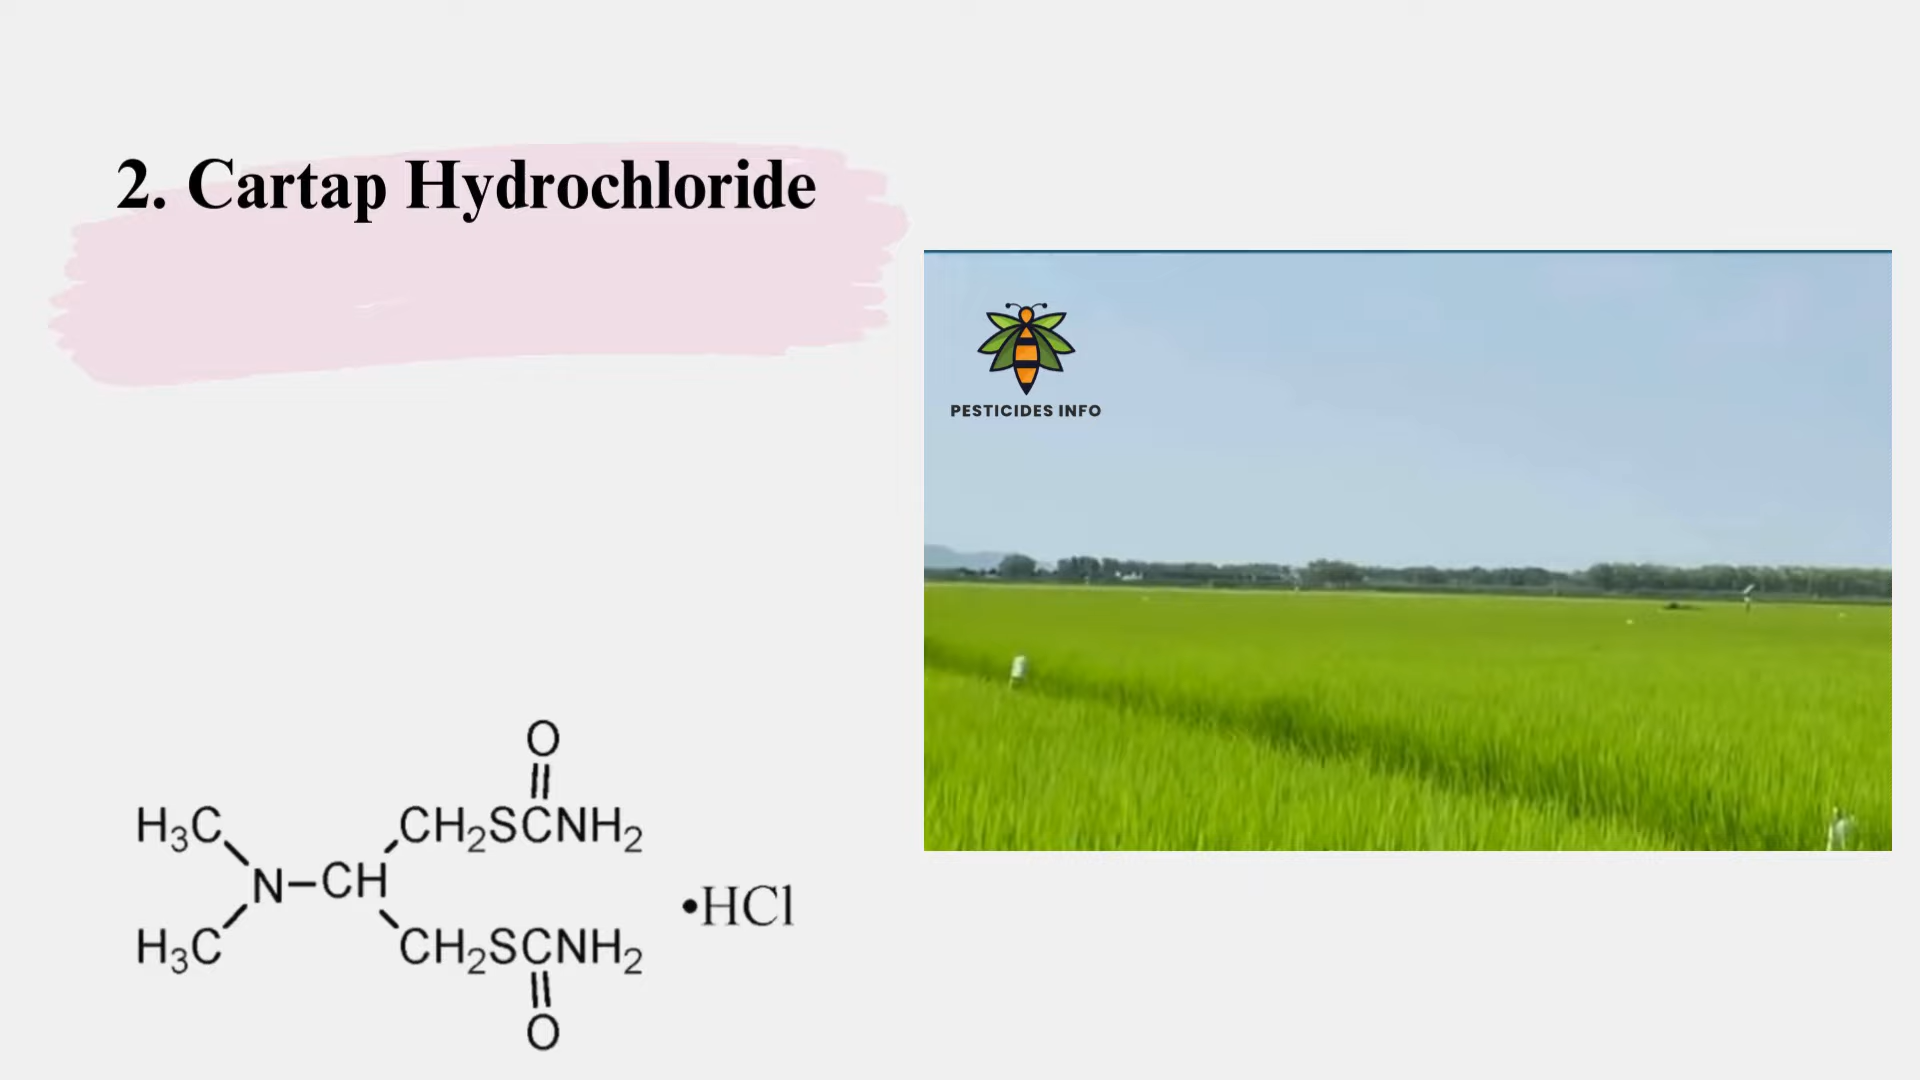 2. Cartap Hydrochloride
PESTICIDES INFO
O
H₃C CH₂SCNH₂
N–CH
•HCl
H₃C CH₂SCNH₂
O